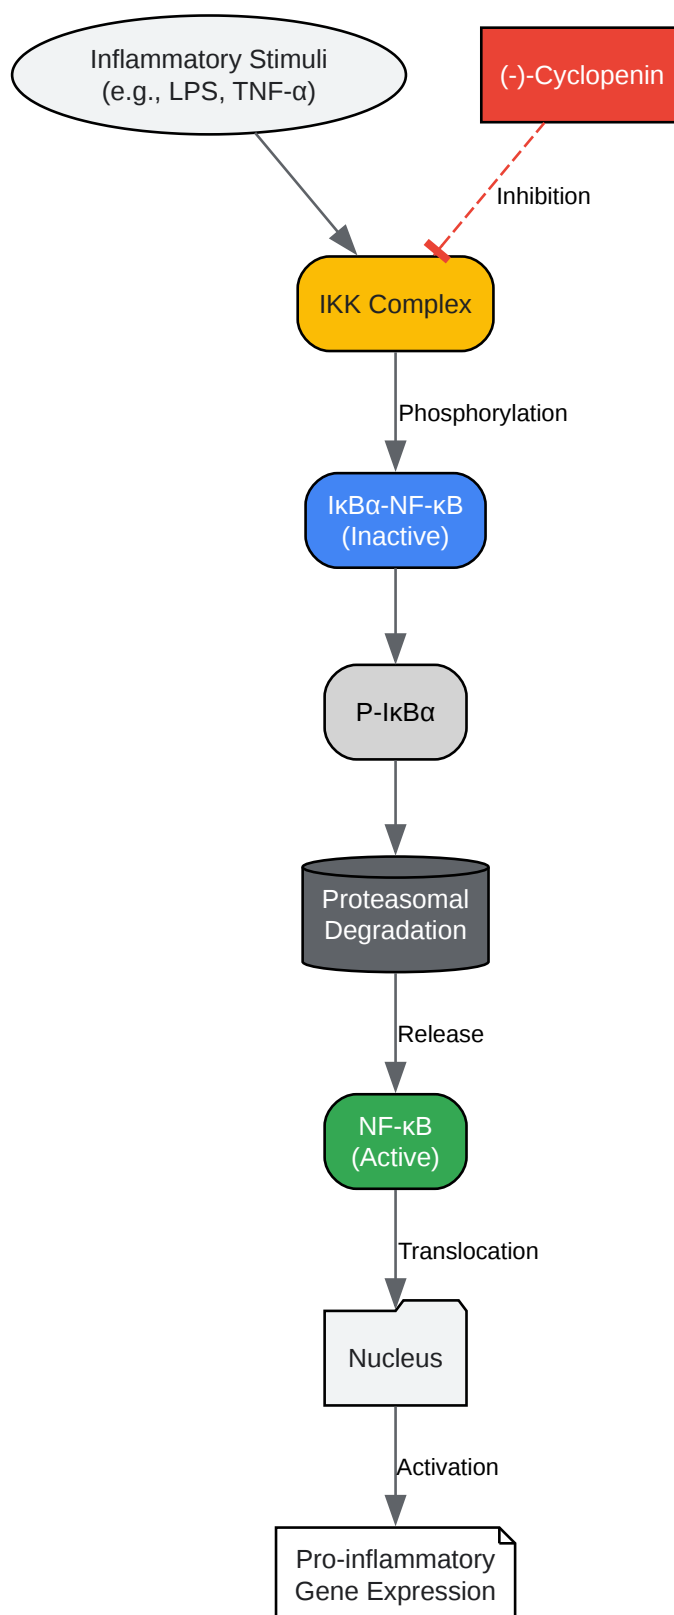 Inflammatory Stimuli
(e.g., LPS, TNF-α)
(-)-Cyclopenin
Inhibition
IKK Complex
Phosphorylation
IκBα-NF-κB
(Inactive)
P-IκBα
Proteasomal
Degradation
Release
NF-κB
(Active)
Translocation
Nucleus
Activation
Pro-inflammatory
Gene Expression